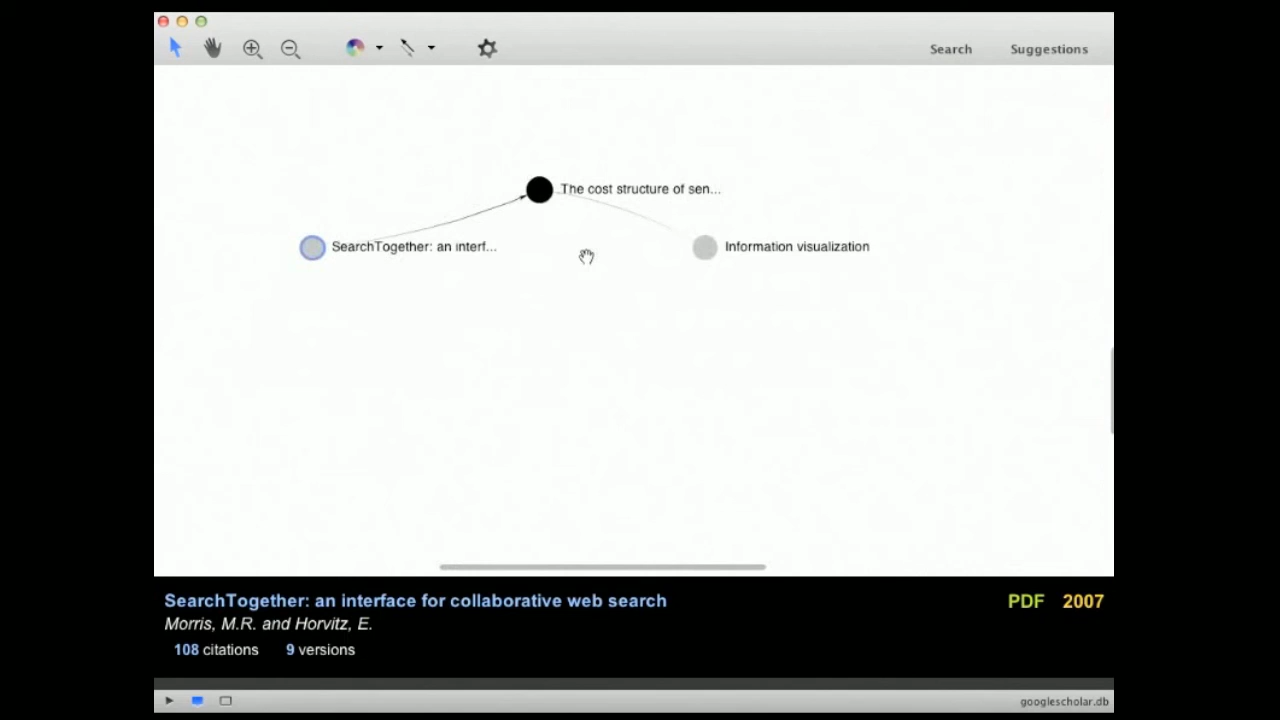 Search Suggestions
The cost structure of sen...
SearchTogether: an interf...
Information visualization
SearchTogether: an interface for collaborative web search PDF 2007
Morris, M.R. and Horvitz, E.
108 citations 9 versions
googlescholar.db